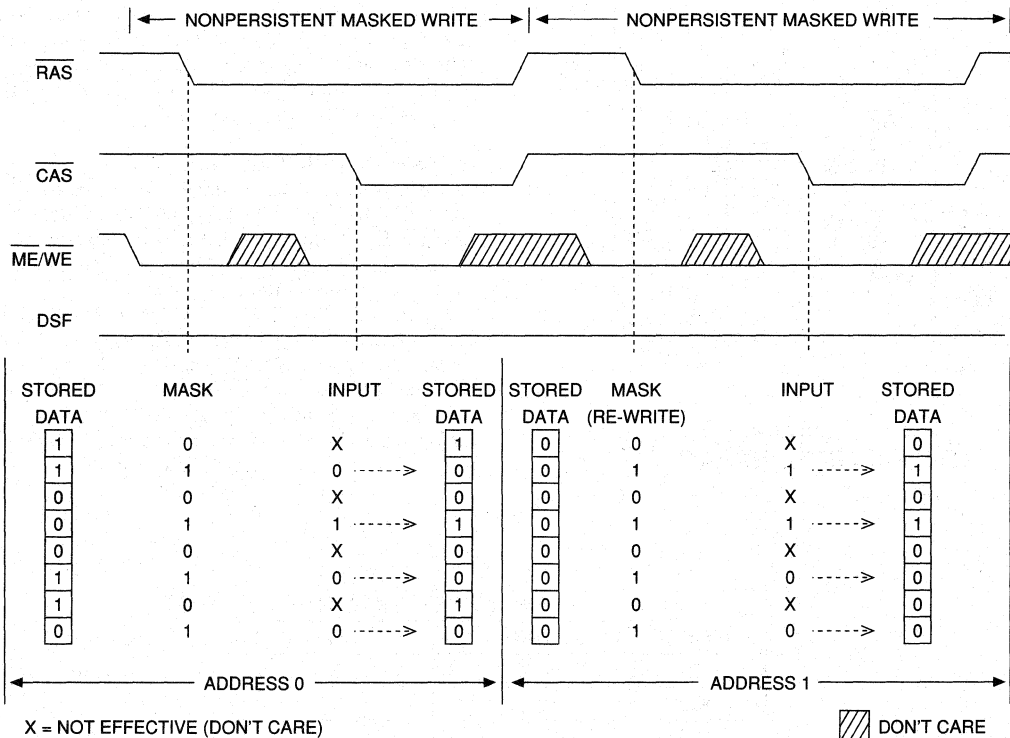 NONPERSISTENT MASKED WRITE NONPERSISTENT MASKED WRITE
RAS
CAS
ME/WE
DSF
STORED MASK INPUT STORED STORED MASK INPUT STORED
DATA DATA DATA (RE-WRITE) DATA
1 0 X 1 0 0 X 0
1 1 0 0 0 1 1 1
0 0 X 0 0 0 X 0
0 1 1 1 0 1 1 1
0 0 X 0 0 0 X 0
1 1 0 0 0 1 0 0
1 0 X 1 0 0 X 0
0 1 0 0 0 1 0 0
ADDRESS 0 ADDRESS 1
X = NOT EFFECTIVE (DON'T CARE) DON'T CARE